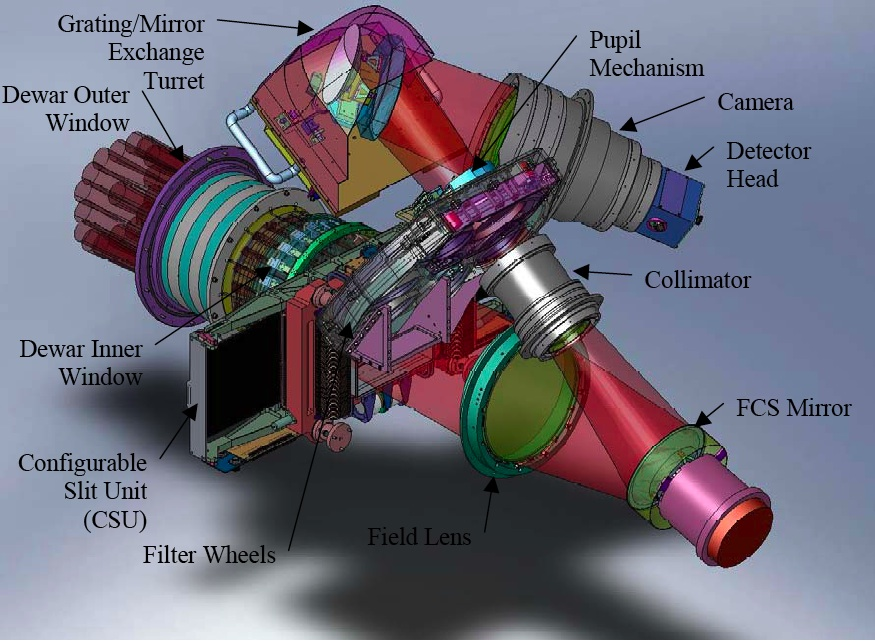 Grating/Mirror
Exchange
Turret
Dewar Outer
Window
Pupil
Mechanism
Camera
Detector
Head
Collimator
Dewar Inner
Window
FCS Mirror
Configurable
Slit Unit
(CSU)
Filter Wheels
Field Lens